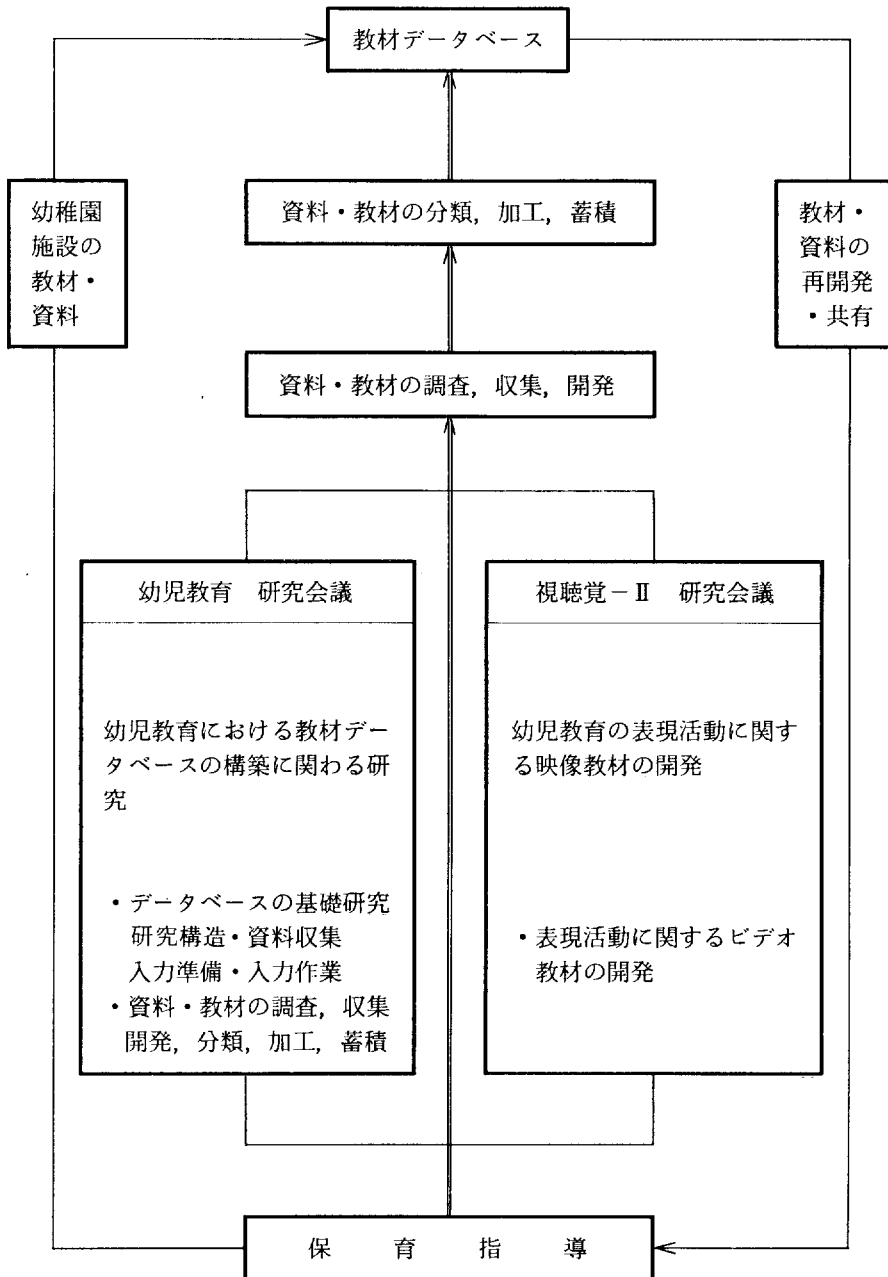 教材データベース
幼稚園
施設の
教材・
資料
資料・教材の分類，加工，蓄積
教材・
資料の
再開発
・共有
資料・教材の調査，収集，開発
幼児教育　研究会議
幼児教育における教材デー
タベースの構築に関わる研
究
・データベースの基礎研究
研究構造・資料収集
入力準備・入力作業
・資料・教材の調査，収集
開発，分類，加工，蓄積
視聴覚－Ⅱ　研究会議
幼児教育の表現活動に関す
る映像教材の開発
・表現活動に関するビデオ
教材の開発
保　育　指　導